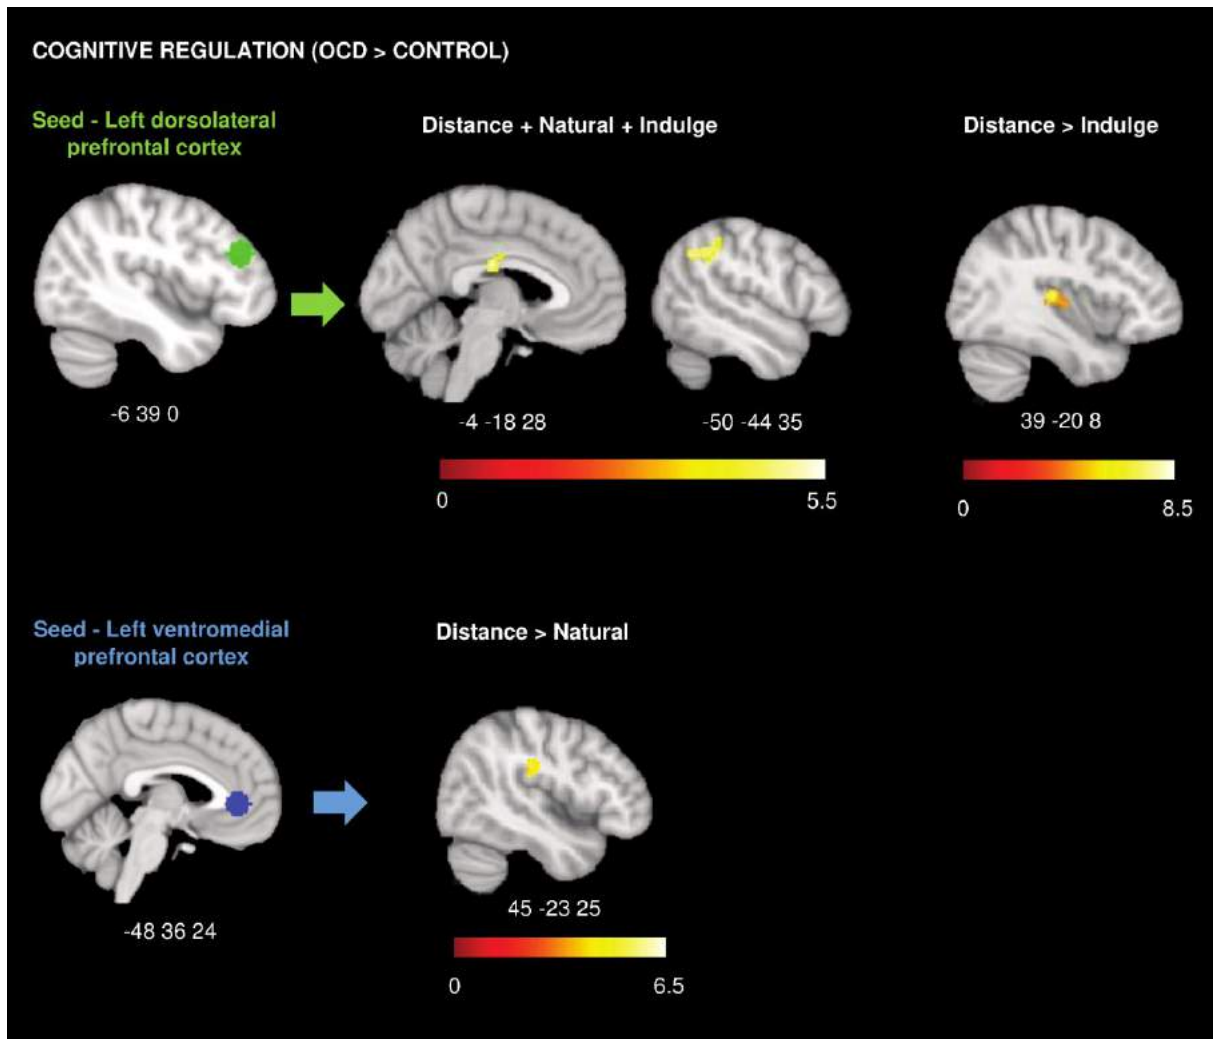 COGNITIVE REGULATION (OCD > CONTROL)
Seed - Left dorsolateral
prefrontal cortex
Distance + Natural + Indulge
Distance > Indulge
-6 39 0
-4 -18 28
-50 -44 35
39 -20 8
0
5.5
0
8.5
Seed - Left ventromedial
prefrontal cortex
Distance > Natural
-48 36 24
45 -23 25
0
6.5